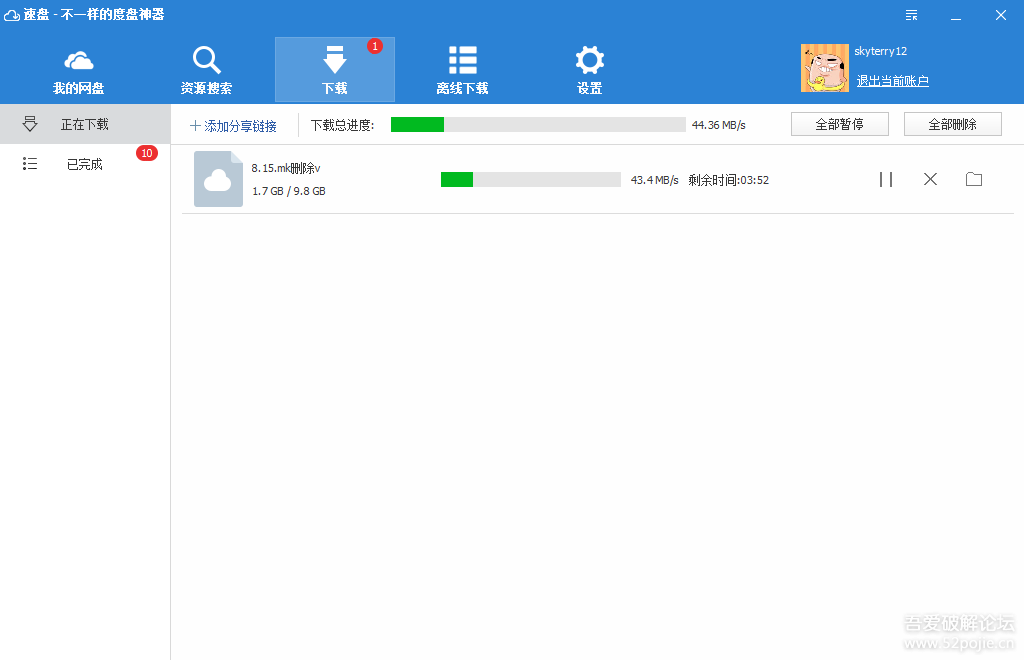 速盘 - 不一样的度盘神器
我的网盘
资源搜索
下载
1
离线下载
设置
skyterry12
退出当前账户
正在下载
已完成
10
添加分享链接
下载总进度:
44.36 MB/s
全部暂停
全部删除
8.15.mk删除v
1.7 GB / 9.8 GB
43.4 MB/s 剩余时间:03:52
吾爱破解论坛
www.52pojie.cn